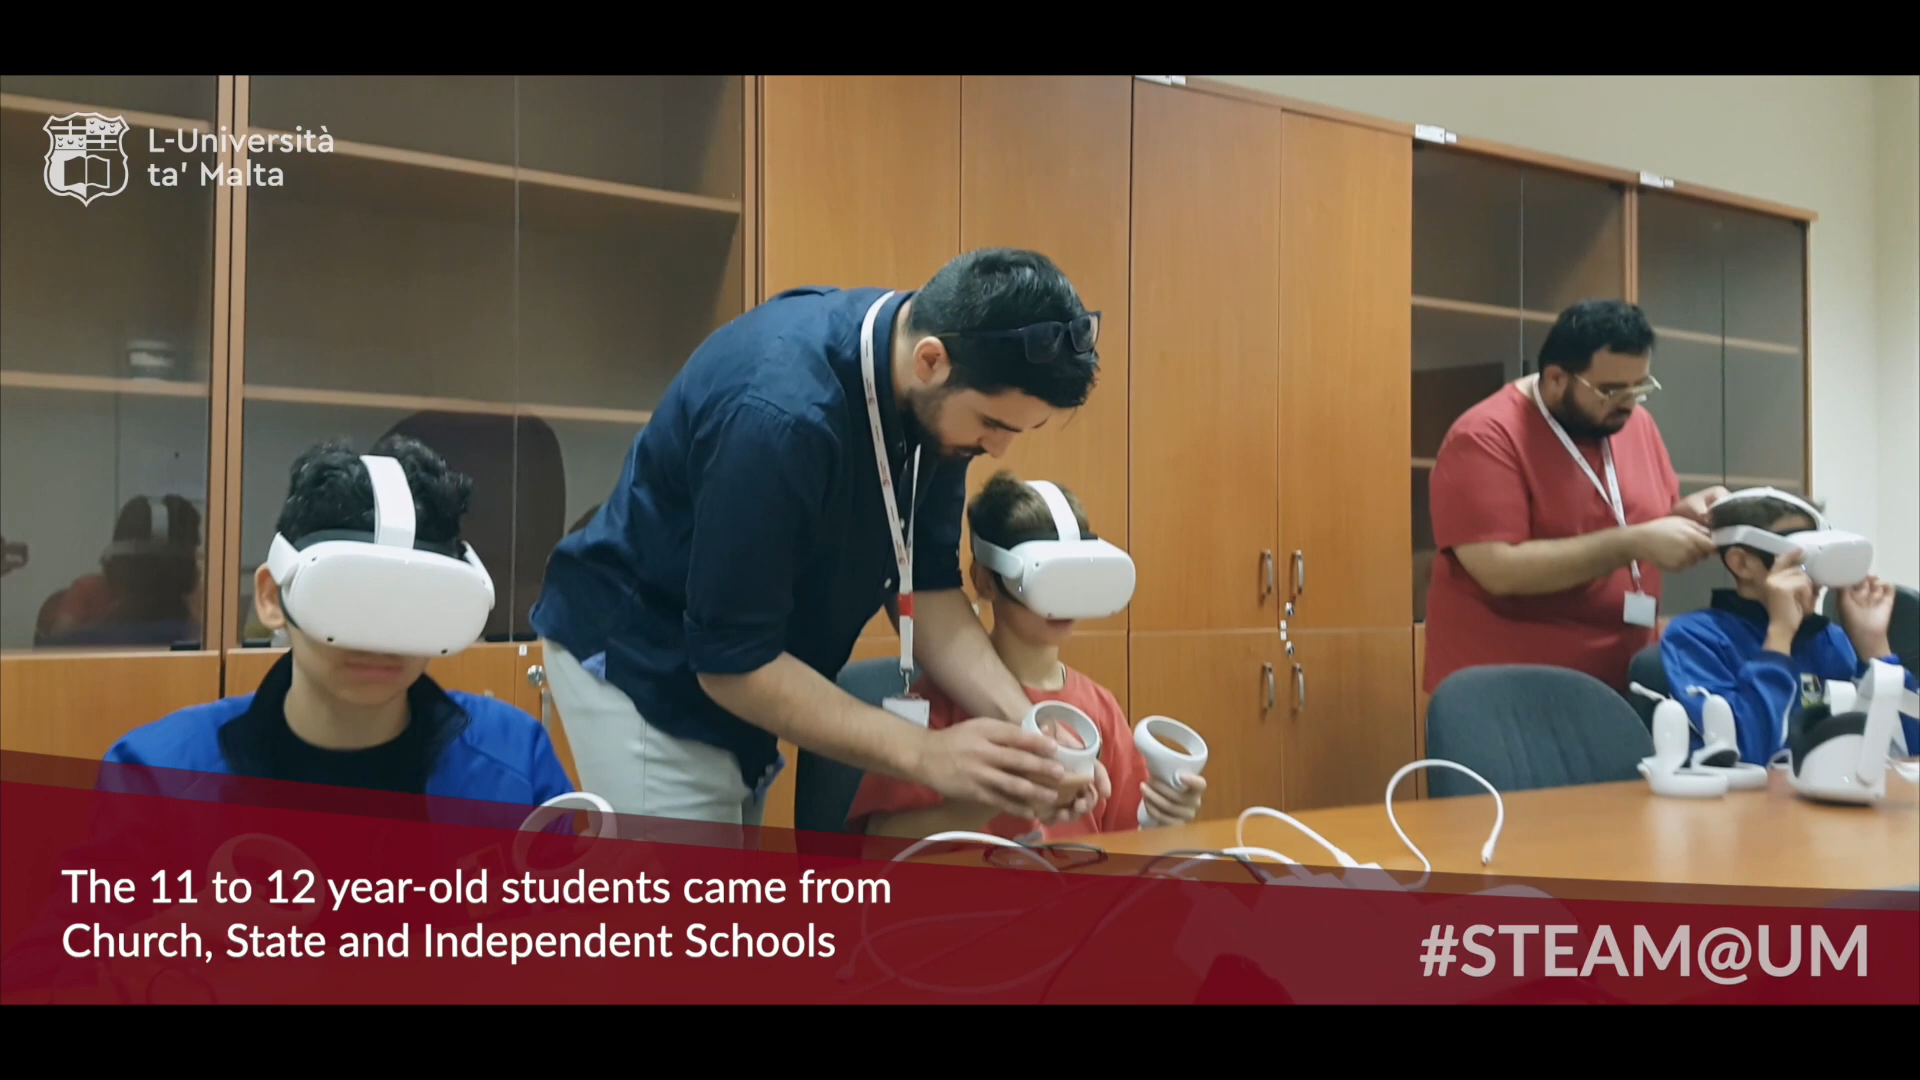 L-Università
ta' Malta
The 11 to 12 year-old students came from
Church, State and Independent Schools
#STEAM@UM